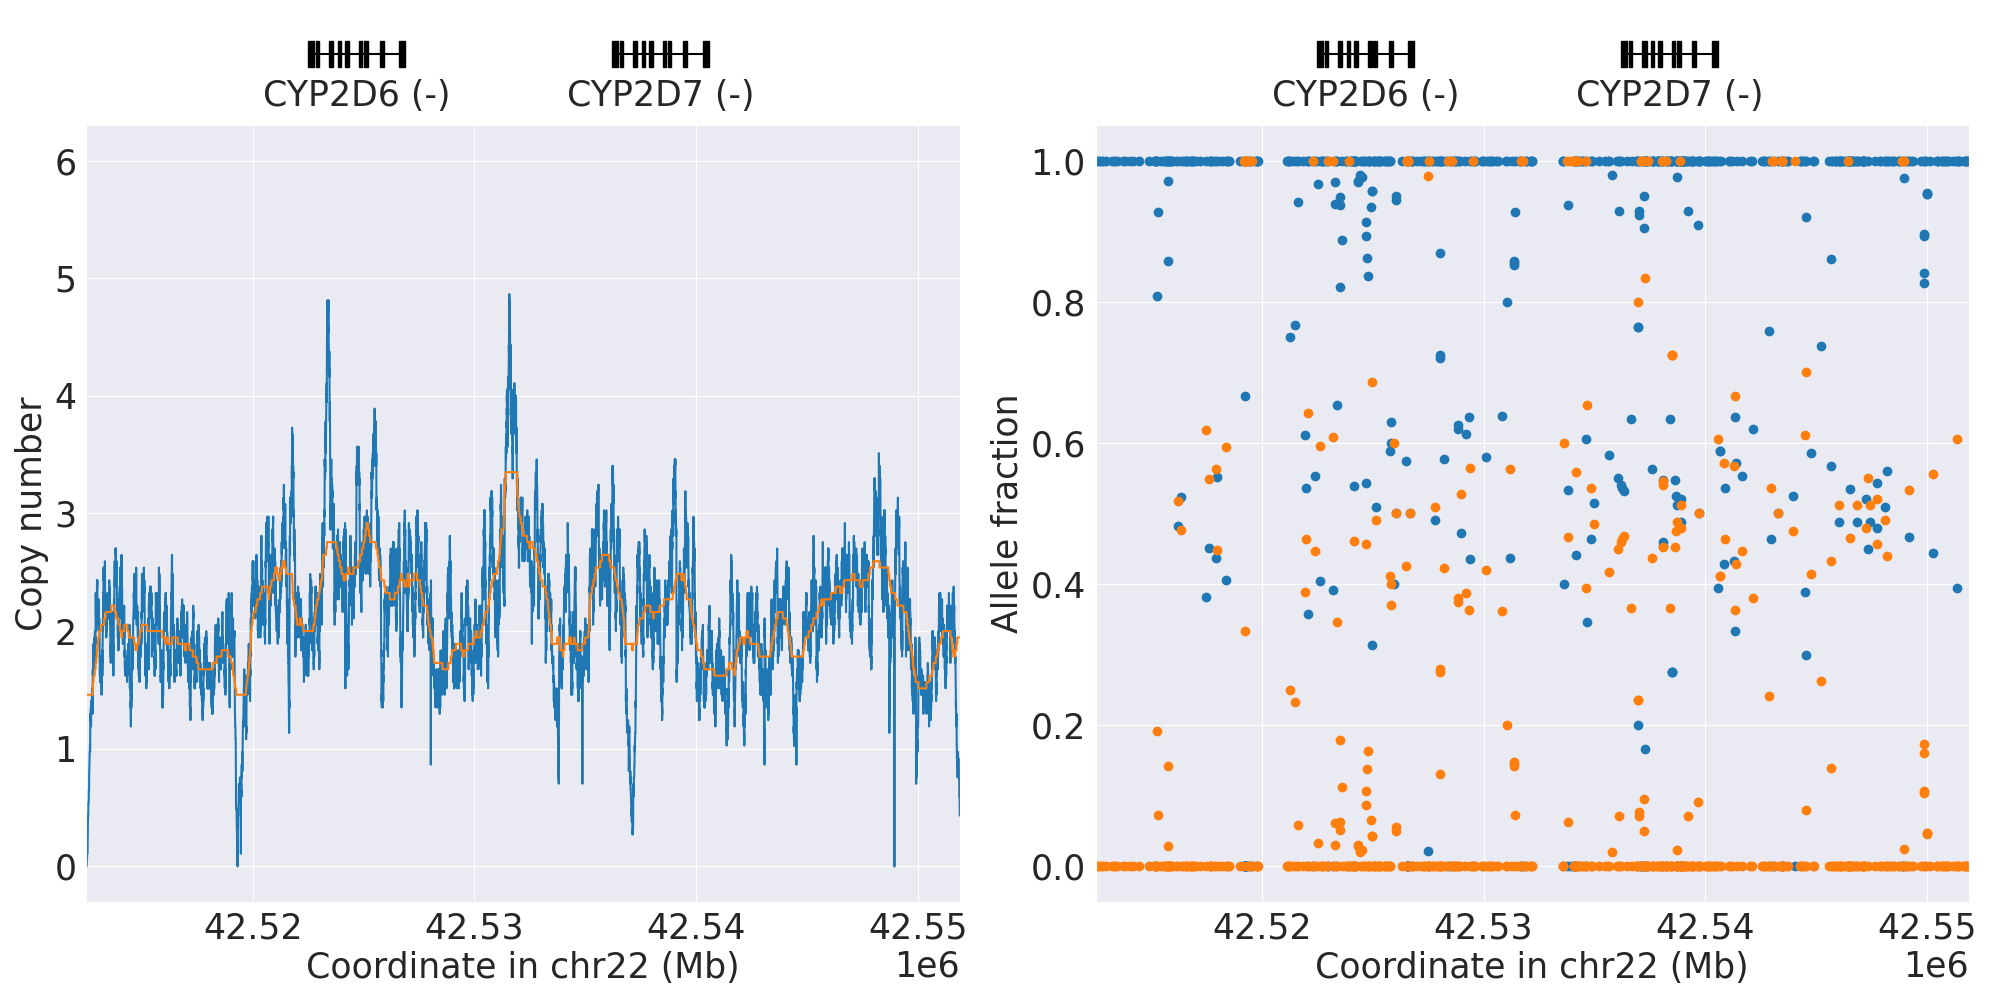 CYP2D6 (-)
CYP2D7 (-)
6
5
4
3
2
1
0
Copy number
42.52
42.53
42.54
42.55
1e6
Coordinate in chr22 (Mb)
CYP2D6 (-)
CYP2D7 (-)
1.0
0.8
0.6
0.4
0.2
0.0
Allele fraction
42.52
42.53
42.54
42.55
1e6
Coordinate in chr22 (Mb)